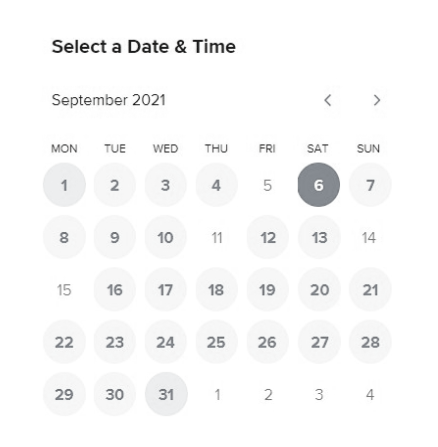 Select a Date & Time
September 2021
MON TUE WED THU FRI SAT SUN
1 2 3 4 5 6 7
8 9 10 11 12 13 14
15 16 17 18 19 20 21
22 23 24 25 26 27 28
29 30 31 1 2 3 4